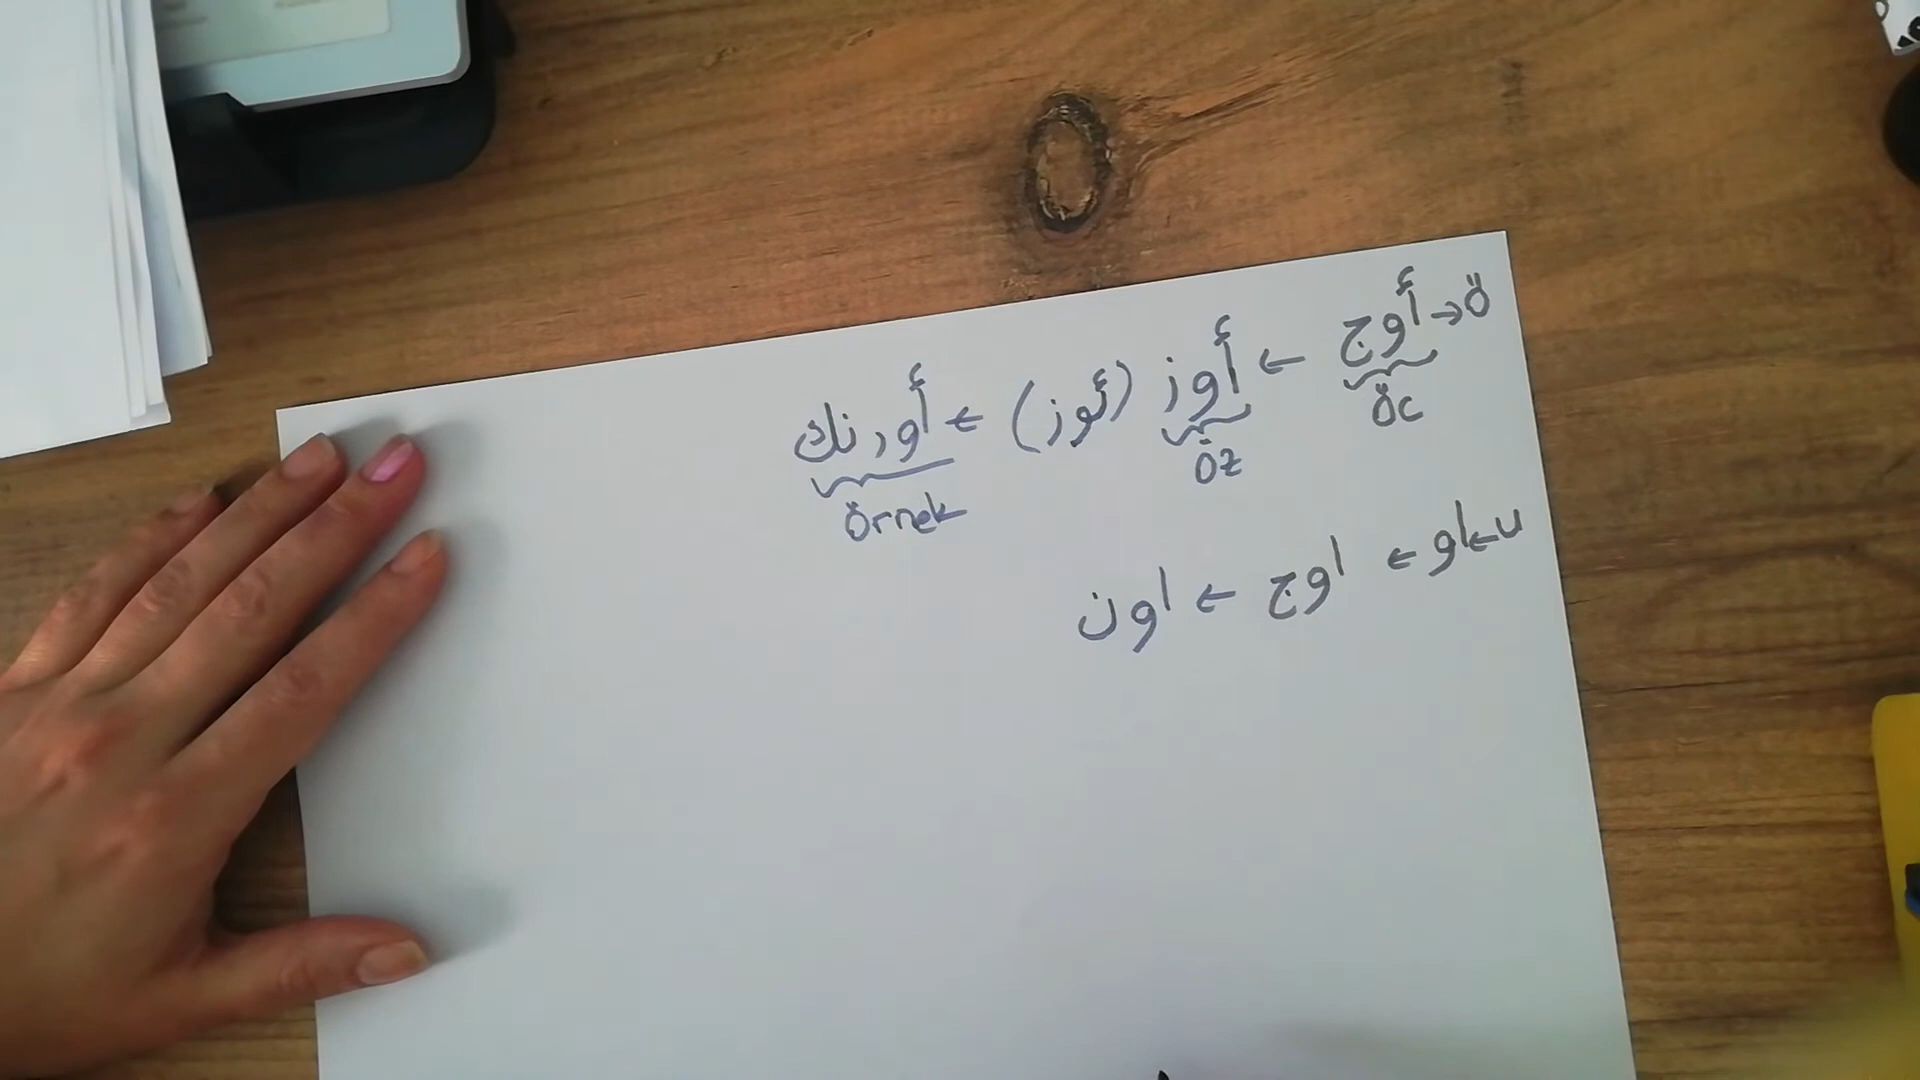 ö → أوج ← أوز (ئوز) ← أورنك
Öc Öz Örnek
u ← او ← اوج ← اون